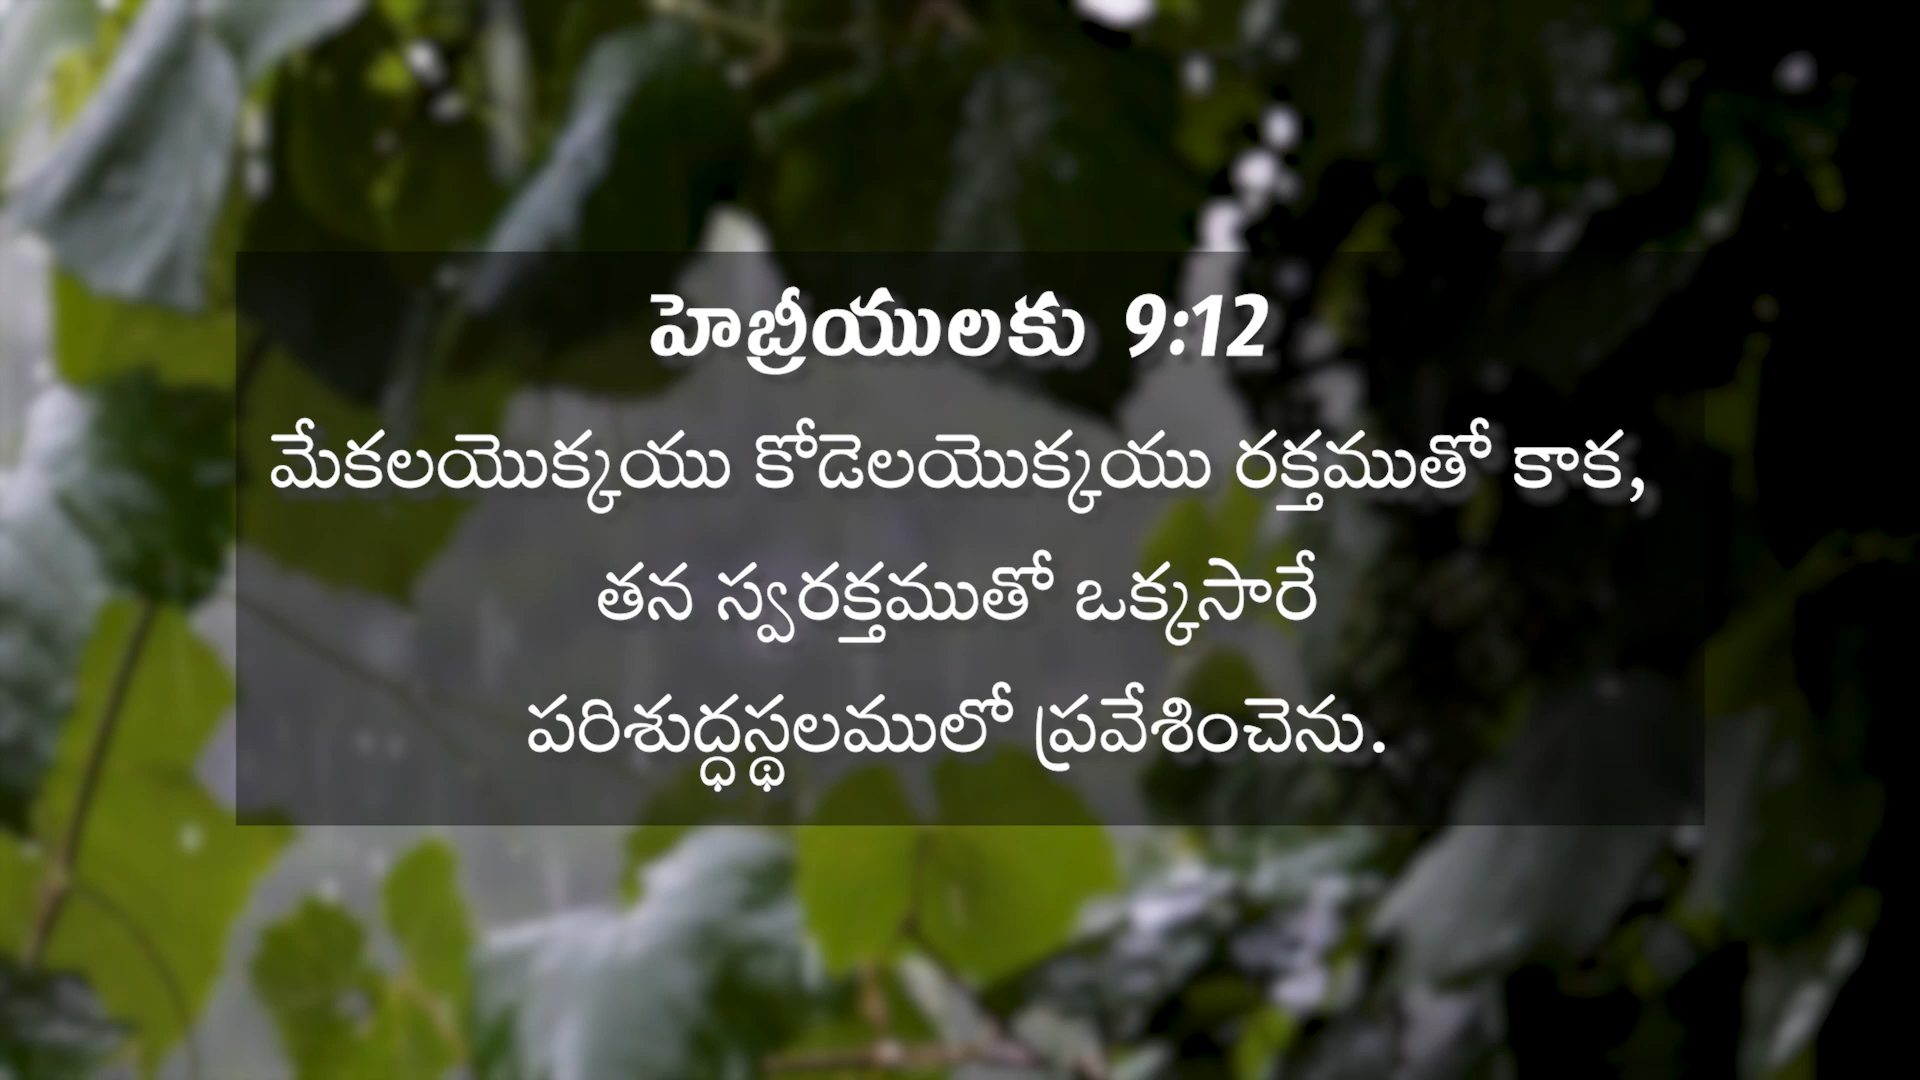 హెబ్రీయులకు 9:12
మేకలయొక్కయు కోడెలయొక్కయు రక్తముతో కాక,
తన స్వరక్తముతో ఒక్కసారే
పరిశుద్ధస్థలములో ప్రవేశించెను.